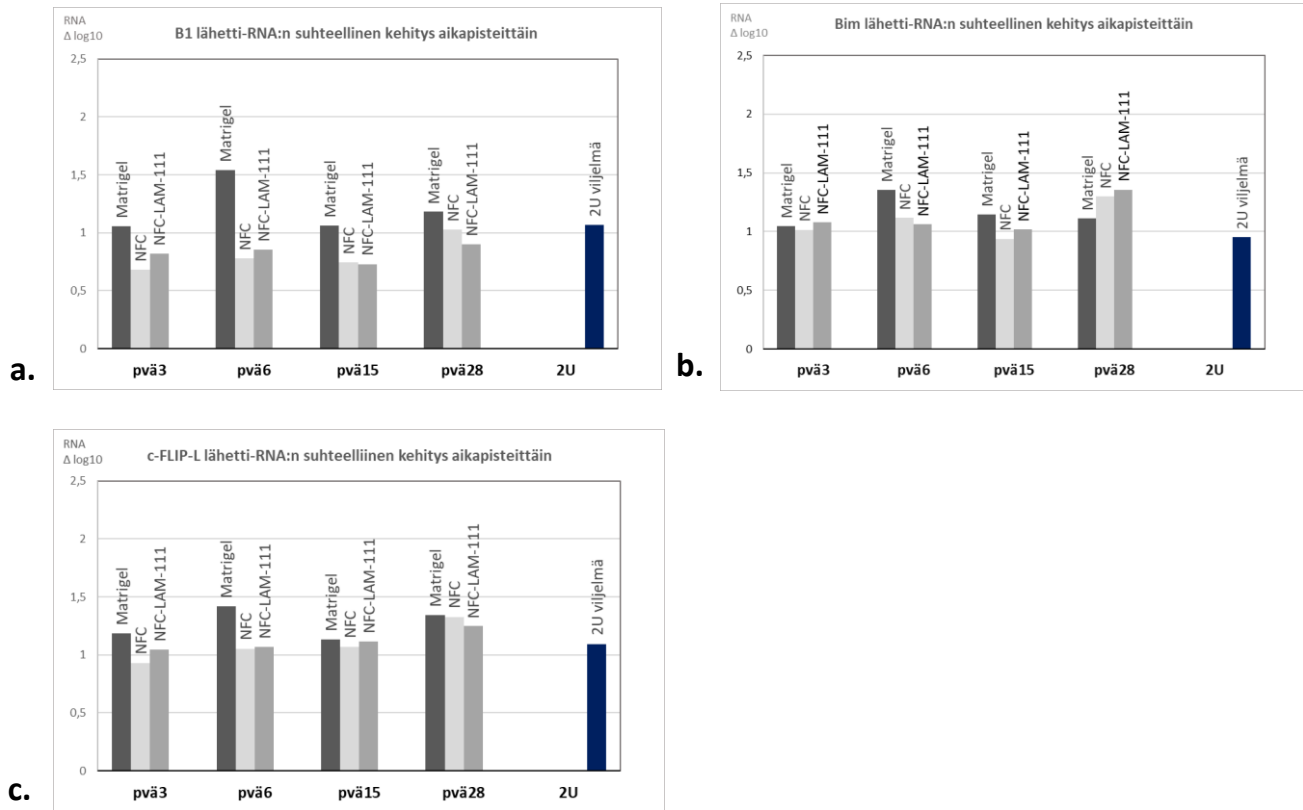 RNA
Δ log10
B1 lähetti-RNA:n suhteellinen kehitys aikapisteittäin
2,5
2
1,5
1
0,5
0
Matrigel
NFC
NFC-LAM-111
Matrigel
NFC
NFC-LAM-111
Matrigel
NFC
NFC-LAM-111
Matrigel
NFC
NFC-LAM-111
2U viljelmä
pvä3 pvä6 pvä15 pvä28 2U
a.
RNA
Δ log10
Bim lähetti-RNA:n suhteellinen kehitys aikapisteittäin
2,5
2
1,5
1
0,5
0
Matrigel
NFC
NFC-LAM-111
Matrigel
NFC
NFC-LAM-111
Matrigel
NFC
NFC-LAM-111
Matrigel
NFC
NFC-LAM-111
2U viljelmä
pvä3 pvä6 pvä15 pvä28 2U
b.
RNA
Δ log10
c-FLIP-L lähetti-RNA:n suhteelliinen kehitys aikapisteittäin
2,5
2
1,5
1
0,5
0
Matrigel
NFC
NFC-LAM-111
Matrigel
NFC
NFC-LAM-111
Matrigel
NFC
NFC-LAM-111
Matrigel
NFC
NFC-LAM-111
2U viljelmä
pvä3 pvä6 pvä15 pvä28 2U
c.